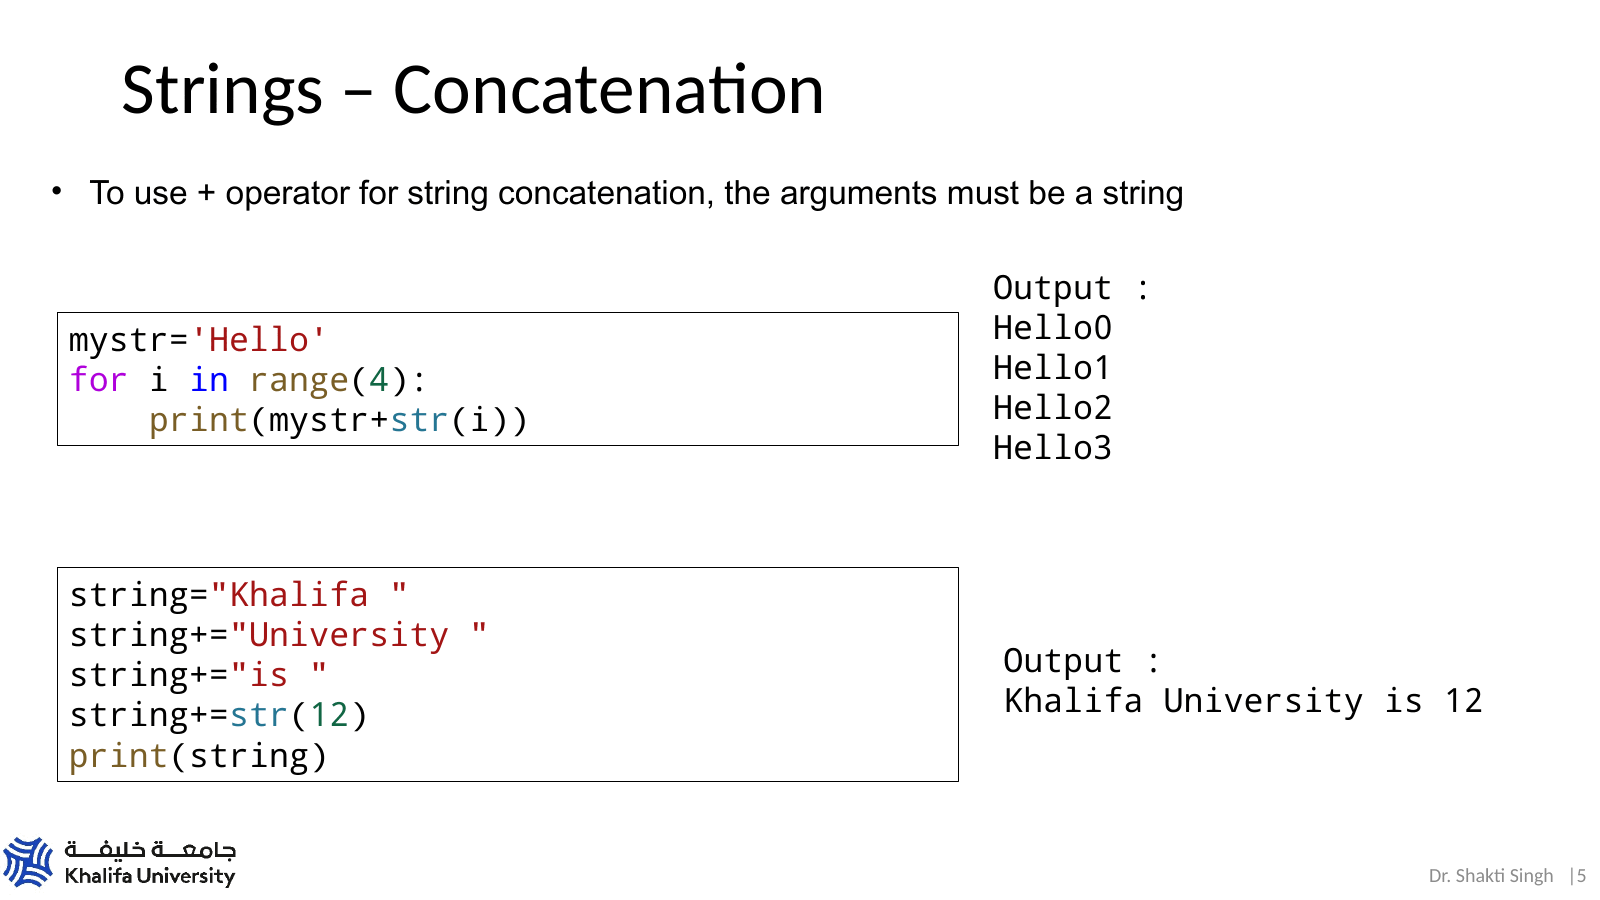 Strings – Concatenation
• To use + operator for string concatenation, the arguments must be a string
mystr='Hello'
for i in range(4):
    print(mystr+str(i))
Output :
Hello0
Hello1
Hello2
Hello3
string="Khalifa "
string+="University "
string+="is "
string+=str(12)
print(string)
Output :
Khalifa University is 12
جامعة خليفة
Khalifa University
Dr. Shakti Singh |5